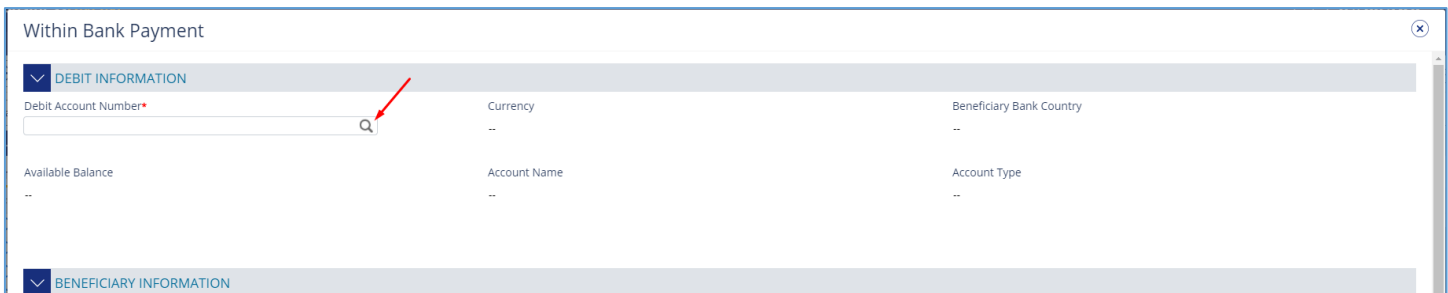 Within Bank Payment
DEBIT INFORMATION
Debit Account Number* Currency Beneficiary Bank Country
-- --
Available Balance Account Name Account Type
-- -- --
BENEFICIARY INFORMATION